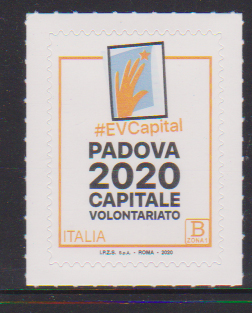 #EVCapital
PADOVA
2020
CAPITALE
VOLONTARIATO
ITALIA
B
ZONA 1
I.P.Z.S. S.p.A. - ROMA - 2020